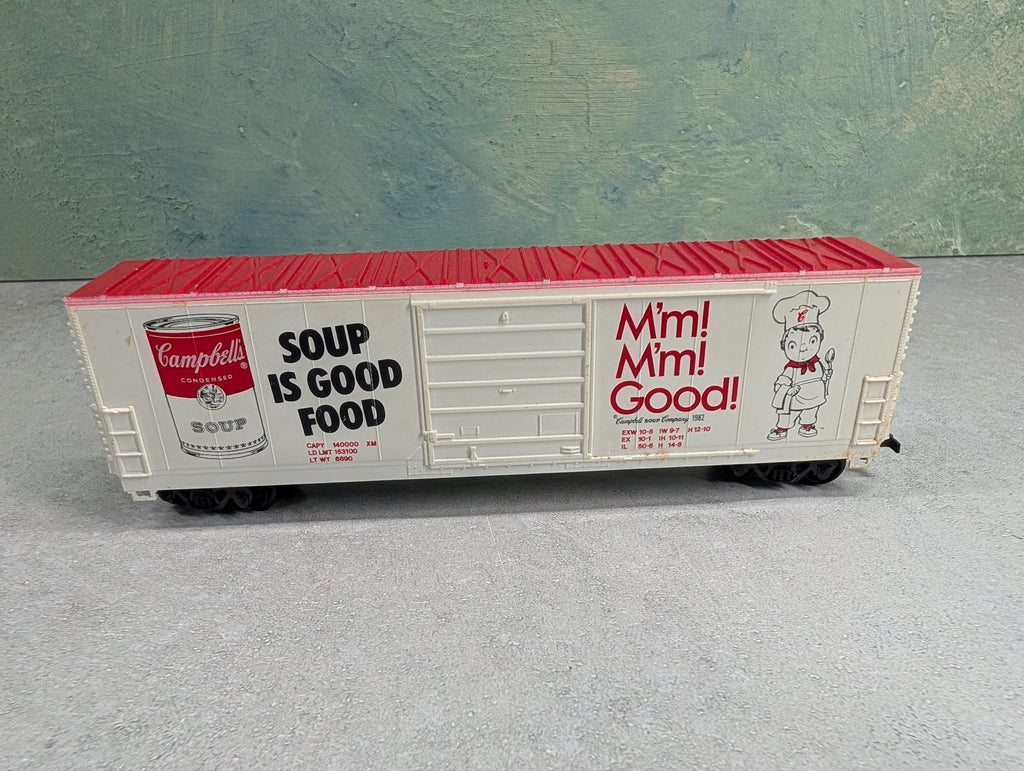 Campbell's®
CONDENSED
SOUP
SOUP
IS GOOD
FOOD
CAPY 140000 XM
LD LMT 153100
LT WT 6690
M'm!
M'm!
Good!
©Campbell SOUP Company 1982
EXW 10-8 IW 9-7 H 12-10
EX 10-1 IH 10-11
IL 50-6 H 14-8
C